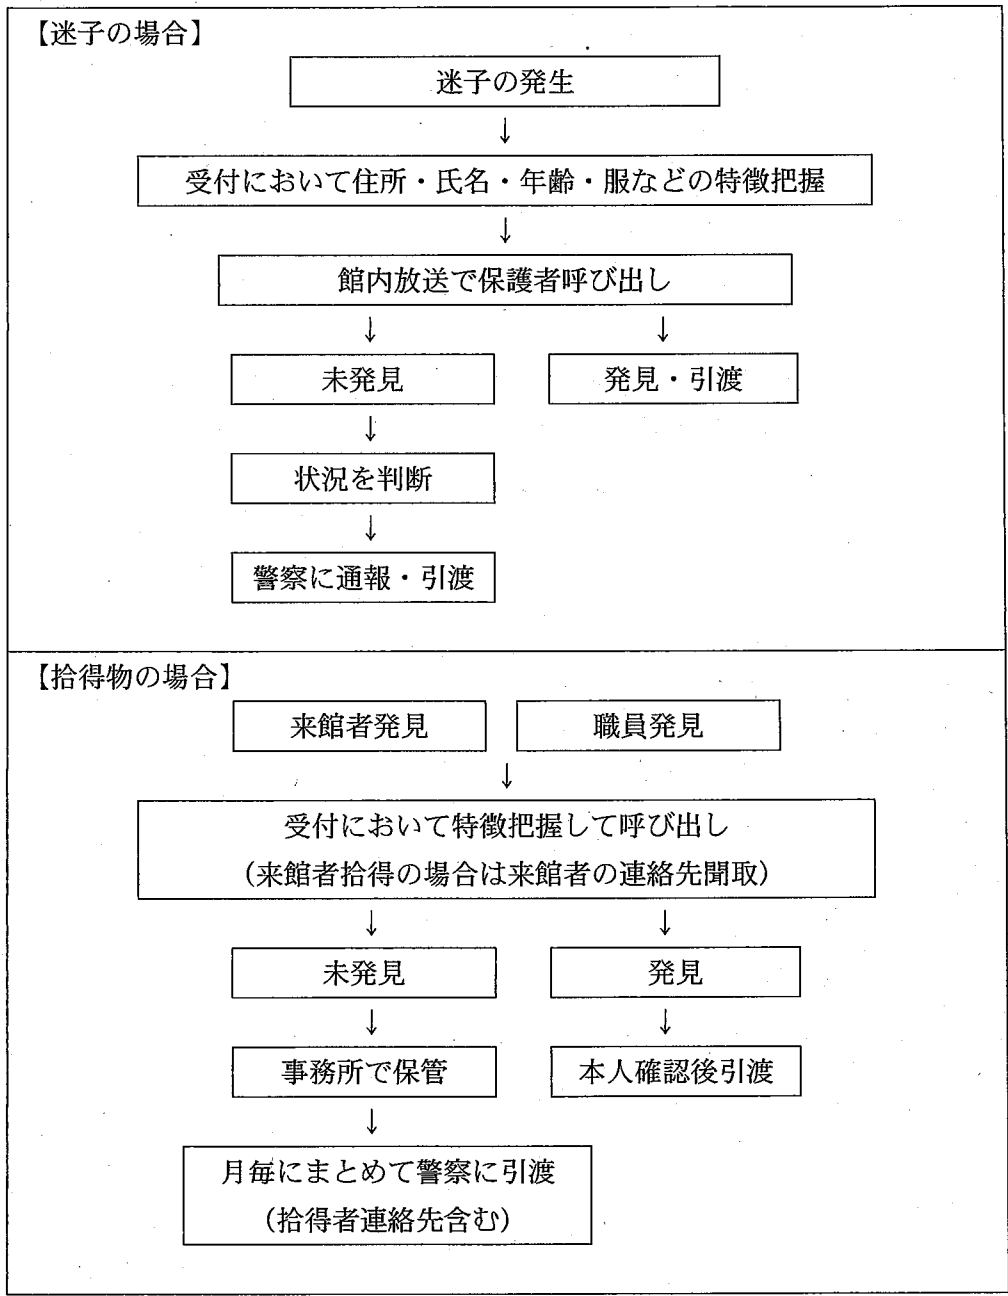 【迷子の場合】
迷子の発生
↓
受付において住所・氏名・年齢・服などの特徴把握
↓
館内放送で保護者呼び出し
↓ ↓
未発見 発見・引渡
↓
状況を判断
↓
警察に通報・引渡
【拾得物の場合】
来館者発見 職員発見
↓
受付において特徴把握して呼び出し
(来館者拾得の場合は来館者の連絡先聞取)
↓ ↓
未発見 発見
↓ ↓
事務所で保管 本人確認後引渡
↓
月毎にまとめて警察に引渡
(拾得者連絡先含む)